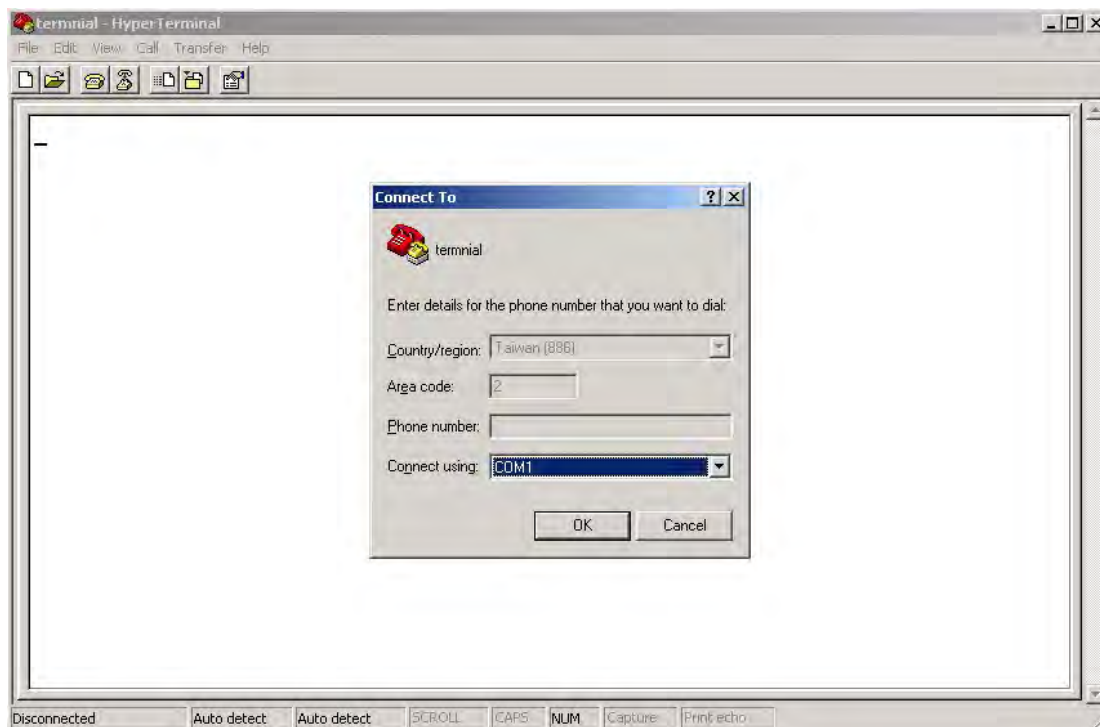 termnial - HyperTerminal
File Edit View Call Transfer Help
Connect To
termnial
Enter details for the phone number that you want to dial:
Country/region: Taiwan (886)
Area code: 2
Phone number:
Connect using: COM1
OK Cancel
Disconnected Auto detect Auto detect SCROLL CAPS NUM Capture Print echo